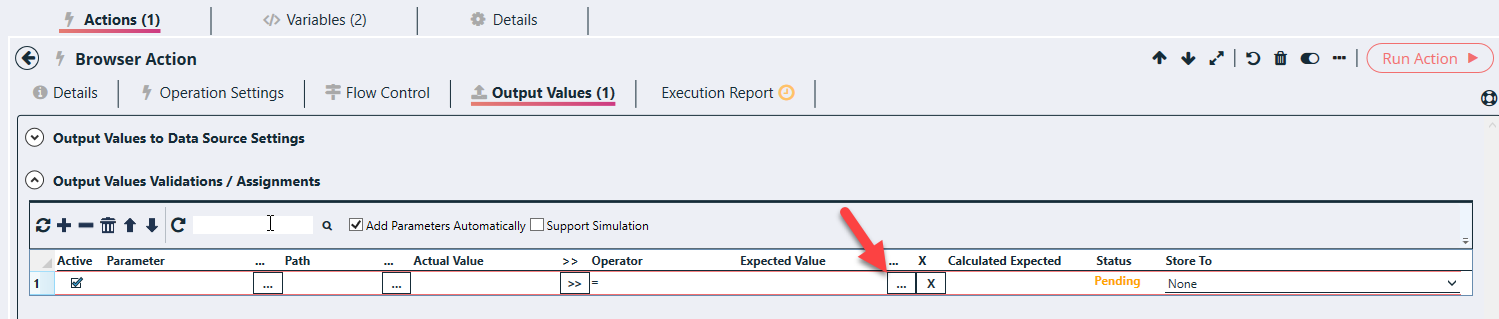 Actions (1) Variables (2) Details
Browser Action Run Action
Details Operation Settings Flow Control Output Values (1) Execution Report
Output Values to Data Source Settings
Output Values Validations / Assignments
Add Parameters Automatically Support Simulation
Active Parameter ... Path ... Actual Value >> Operator Expected Value ... X Calculated Expected Status Store To
1 ... ... >> = ... X Pending None